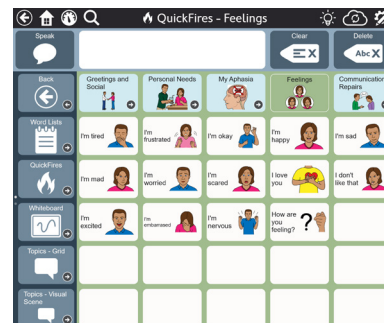 QuickFires - Feelings
Speak
Clear
X
Delete
Abc X
Back
Greetings and
Social
Personal Needs
My Aphasia
Feelings
Communication
Repairs
Word Lists
I'm tired
I'm
frustrated
I'm okay
I'm
happy
I'm sad
QuickFires
I'm mad
I'm
worried
I'm
scared
I love
you
I don't
like that
Whiteboard
I'm
excited
I'm
embarrassed
I'm
nervous
How are
you
feeling?
?
Topics - Grid
Topics - Visual
Scene